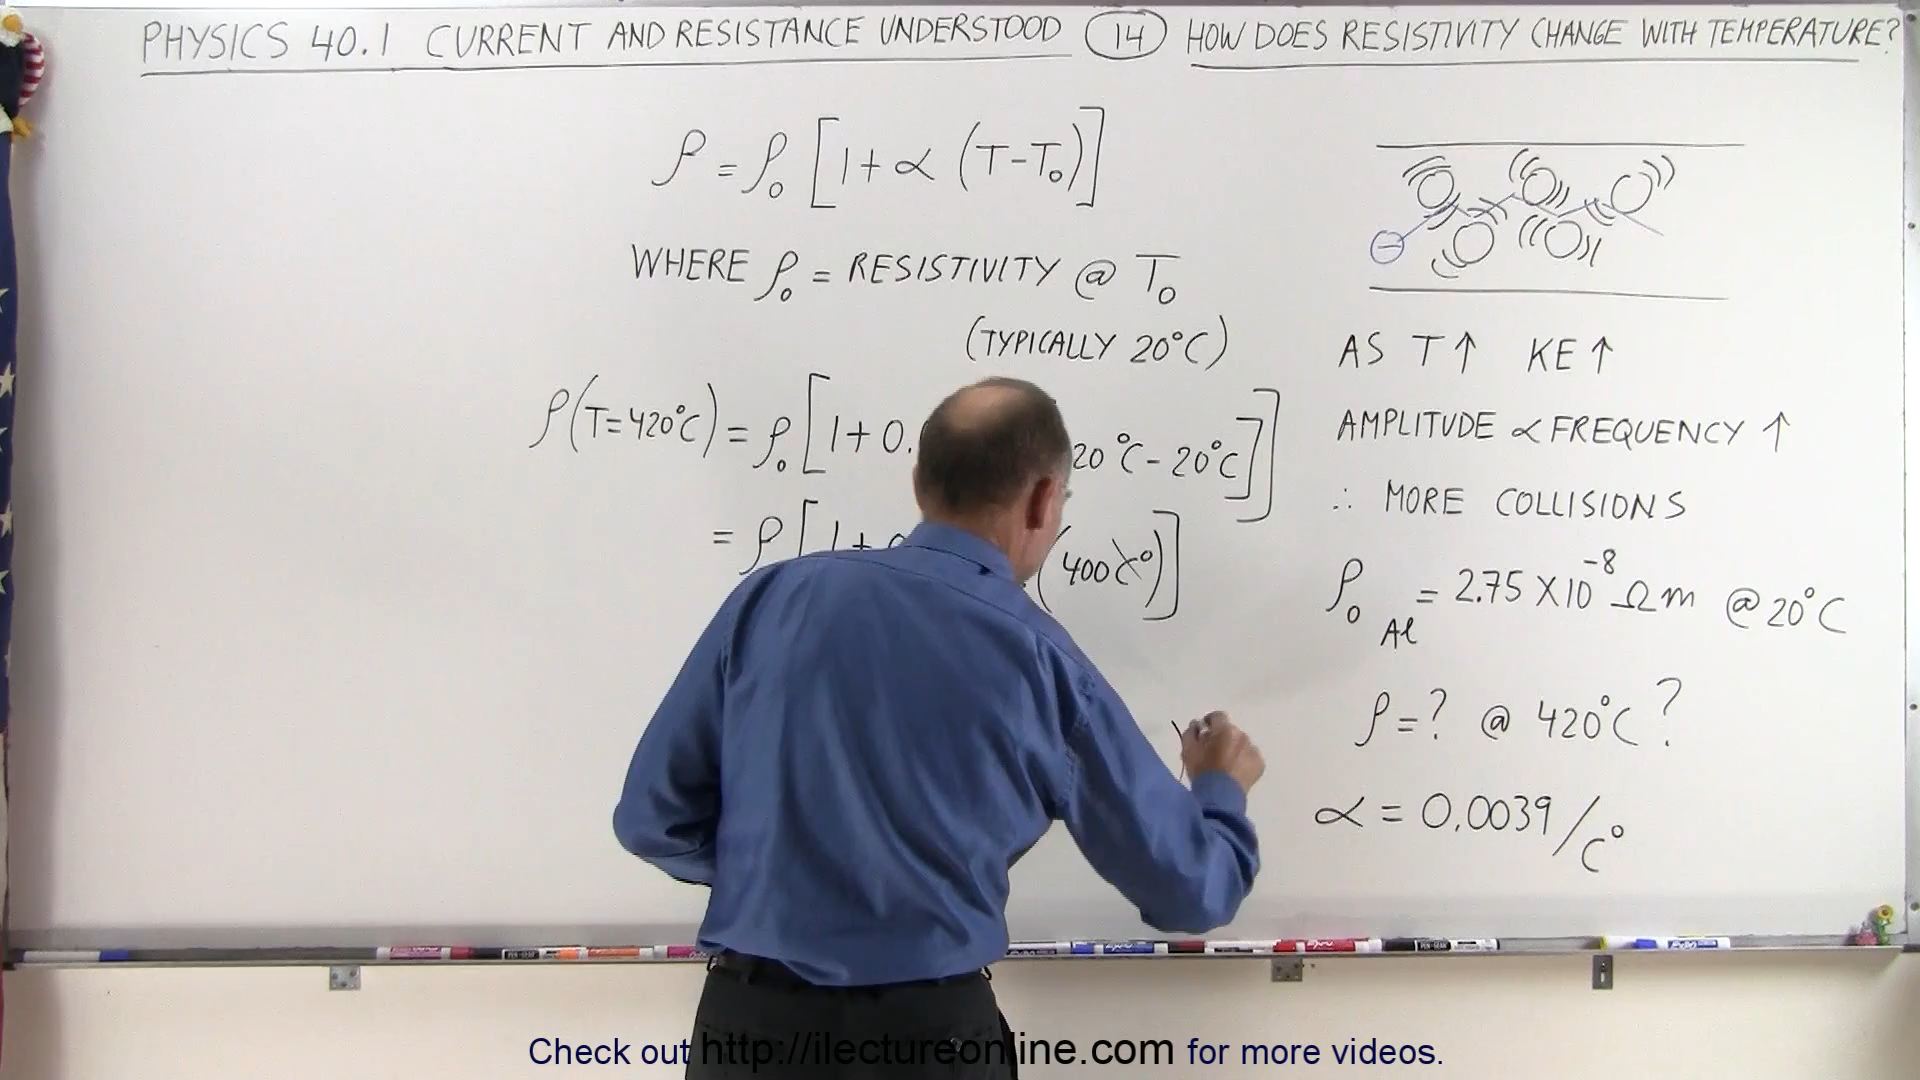 PHYSICS 40.1 CURRENT AND RESISTANCE UNDERSTOOD 14 HOW DOES RESISTIVITY CHANGE WITH TEMPERATURE?
ρ = ρ₀ [1 + α (T - T₀)]
WHERE ρ₀ = RESISTIVITY @ T₀
(TYPICALLY 20°C)
ρ(T=420°C) = ρ₀ [1 + 0. 20°C - 20°C]]
= ρ [1 + (400C°)]
AS T↑ KE↑
AMPLITUDE ∝ FREQUENCY ↑
∴ MORE COLLISIONS
ρ₀ Al = 2.75 X10⁻⁸ Ωm @ 20°C
ρ = ? @ 420°C ?
α = 0.0039/C°
Check out http://ilectureonline.com for more videos.